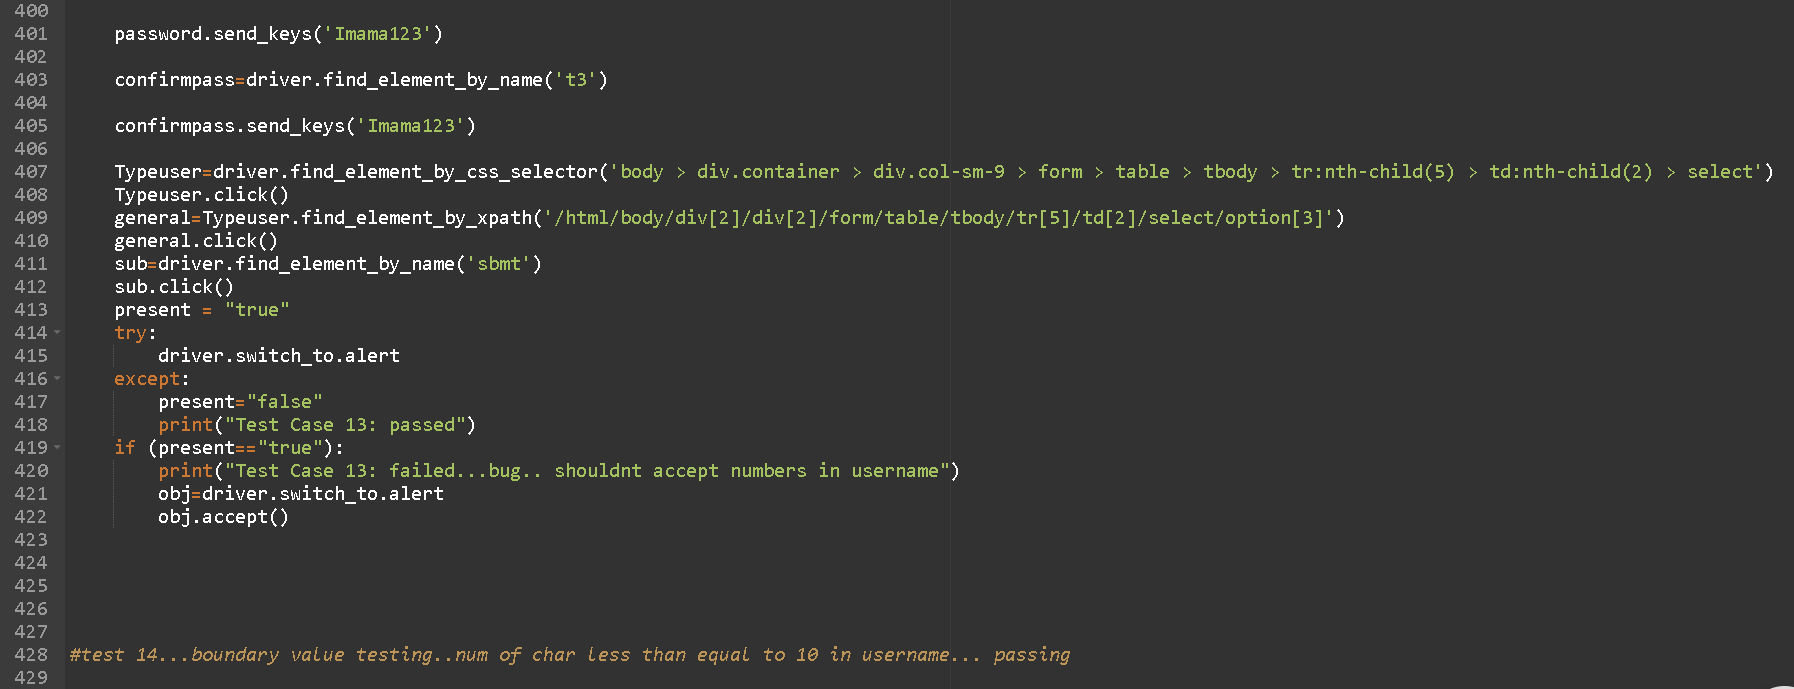 400
401 password.send_keys('Imama123')
402
403 confirmpass=driver.find_element_by_name('t3')
404
405 confirmpass.send_keys('Imama123')
406
407 Typeuser=driver.find_element_by_css_selector('body > div.container > div.col-sm-9 > form > table > tbody > tr:nth-child(5) > td:nth-child(2) > select')
408 Typeuser.click()
409 general=Typeuser.find_element_by_xpath('/html/body/div[2]/div[2]/form/table/tbody/tr[5]/td[2]/select/option[3]')
410 general.click()
411 sub=driver.find_element_by_name('sbmt')
412 sub.click()
413 present = "true"
414 try:
415 driver.switch_to.alert
416 except:
417 present="false"
418 print("Test Case 13: passed")
419 if (present=="true"):
420 print("Test Case 13: failed...bug.. shouldnt accept numbers in username")
421 obj=driver.switch_to.alert
422 obj.accept()
423
424
425
426
427
428 #test 14...boundary value testing..num of char less than equal to 10 in username... passing
429